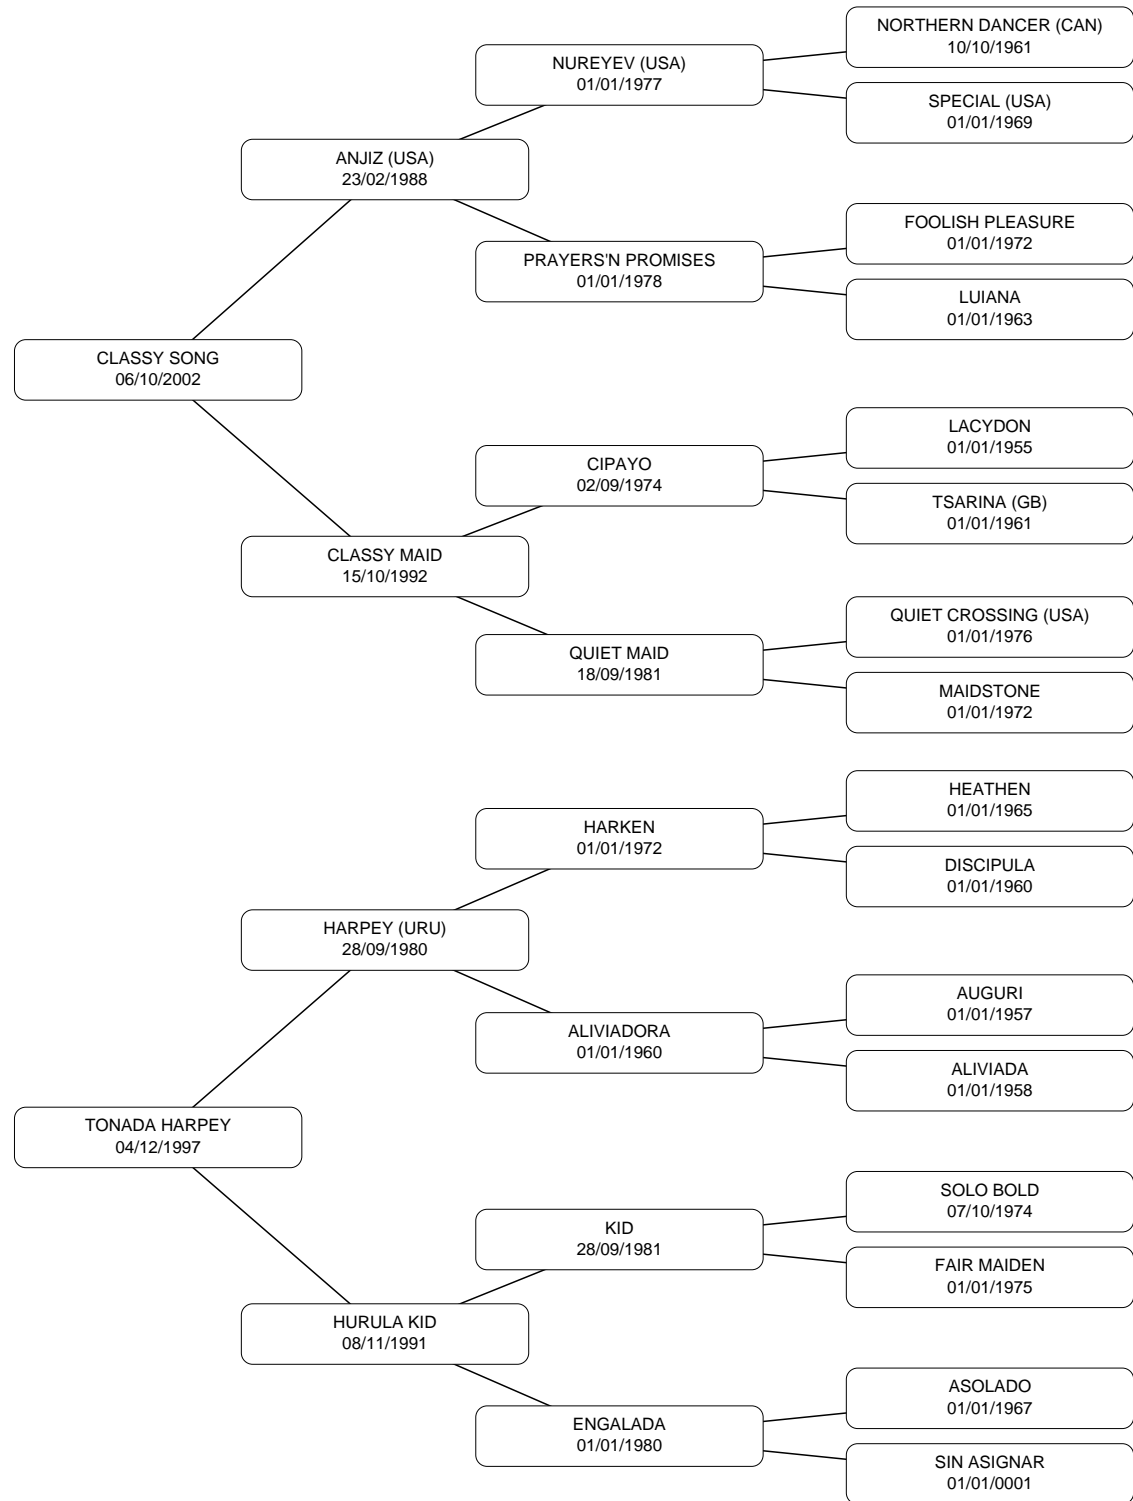 NORTHERN DANCER (CAN)
10/10/1961
NUREYEV (USA)
01/01/1977
SPECIAL (USA)
01/01/1969
ANJIZ (USA)
23/02/1988
FOOLISH PLEASURE
01/01/1972
PRAYERS'N PROMISES
01/01/1978
LUIANA
01/01/1963
CLASSY SONG
06/10/2002
LACYDON
01/01/1955
CIPAYO
02/09/1974
TSARINA (GB)
01/01/1961
CLASSY MAID
15/10/1992
QUIET CROSSING (USA)
01/01/1976
QUIET MAID
18/09/1981
MAIDSTONE
01/01/1972
HEATHEN
01/01/1965
HARKEN
01/01/1972
DISCIPULA
01/01/1960
HARPEY (URU)
28/09/1980
AUGURI
01/01/1957
ALIVIADORA
01/01/1960
ALIVIADA
01/01/1958
TONADA HARPEY
04/12/1997
SOLO BOLD
07/10/1974
KID
28/09/1981
FAIR MAIDEN
01/01/1975
HURULA KID
08/11/1991
ASOLADO
01/01/1967
ENGALADA
01/01/1980
SIN ASIGNAR
01/01/0001